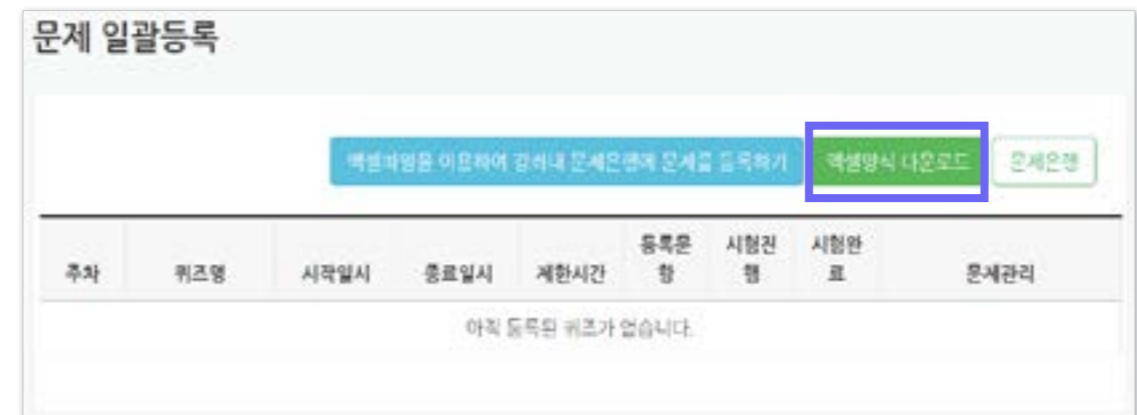 문제 일괄등록
엑셀파일을 이용하여 강좌내 문제은행에 문제를 등록하기 엑셀양식 다운로드 문제은행
주차 퀴즈명 시작일시 종료일시 제한시간 등록문항 시험진행 시험완료 문제관리
아직 등록된 퀴즈가 없습니다.